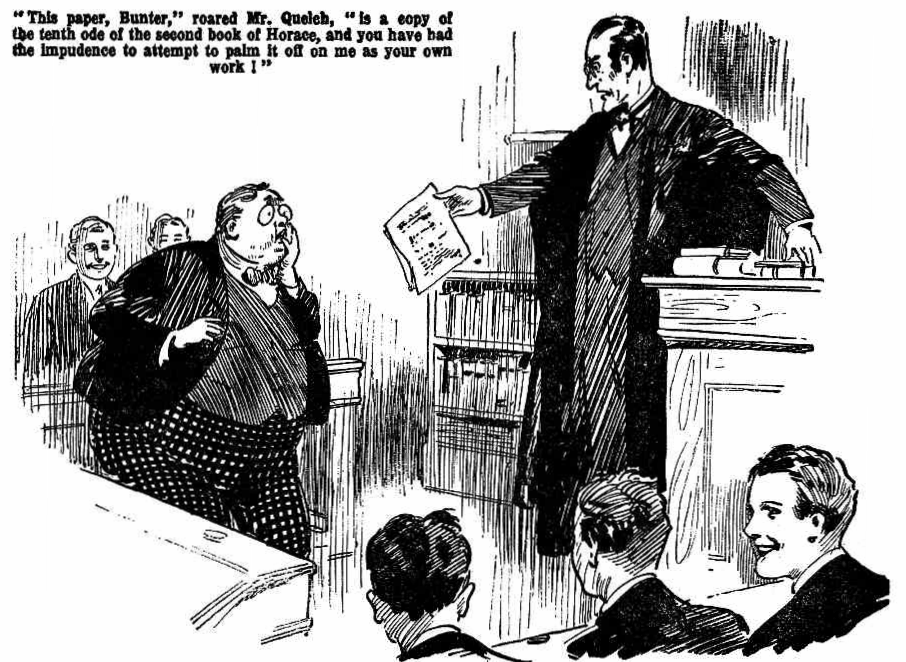 "This paper, Bunter," roared Mr. Quelch, "is a copy of
the tenth ode of the second book of Horace, and you have had
the impudence to attempt to palm it off on me as your own
work!"